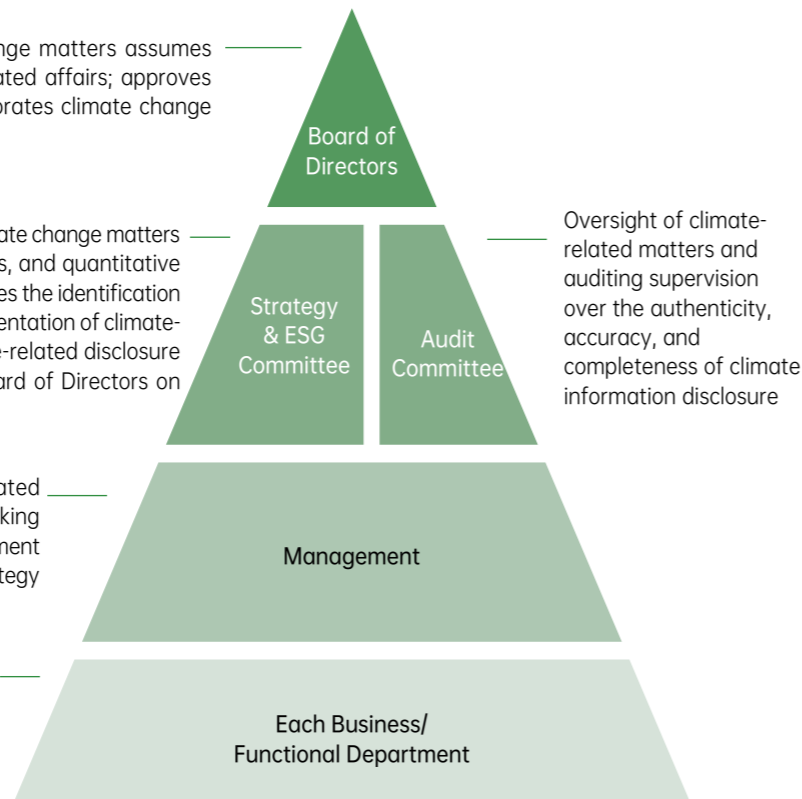 nge matters assumes
ated affairs; approves
orates climate change
Board of
Directors
ate change matters
s, and quantitative
es the identification
entation of climate-
e-related disclosure
ard of Directors on
Strategy
& ESG
Committee
Audit
Committee
Oversight of climate-
related matters and
auditing supervision
over the authenticity,
accuracy, and
completeness of climate
information disclosure
ated
king
ment
tegy
Management
Each Business/
Functional Department